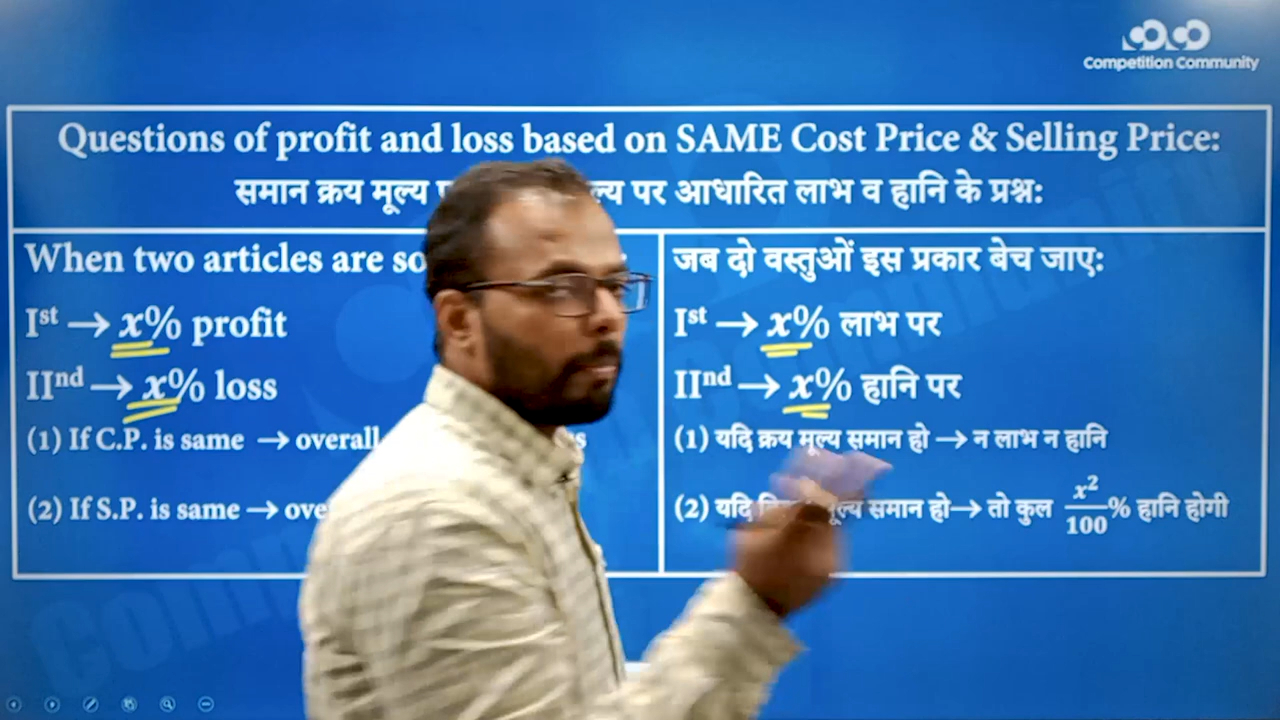 Competition Community
Questions of profit and loss based on SAME Cost Price & Selling Price:
समान क्रय मूल्य पर आधारित लाभ व हानि के प्रश्न:
When two articles are
Iˢᵗ → x% profit
IIⁿᵈ → x% loss
(1) If C.P. is same → overall
(2) If S.P. is same →
जब दो वस्तुओं इस प्रकार बेच जाए:
Iˢᵗ → x% लाभ पर
IIⁿᵈ → x% हानि पर
(1) यदि क्रय मूल्य समान हो → न लाभ न हानि
(2) यदि मूल्य समान हो→ तो कुल x²/100% हानि होगी